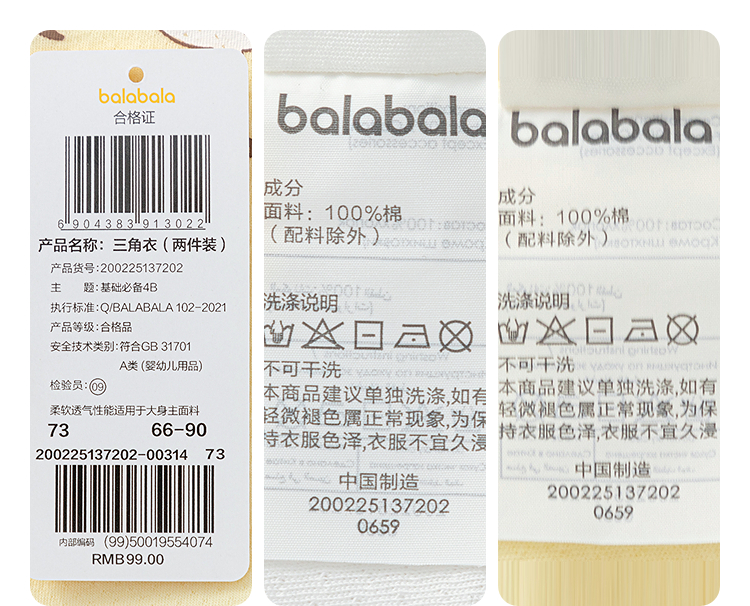 balabala
合格证
6904383913022
产品名称：三角衣（两件装）
产品货号:200225137202
主 题:基础必备4B
执行标准:Q/BALABALA 102-2021
产品等级:合格品
安全技术类别:符合GB 31701
A类 (婴幼儿用品)
检验员: 09
柔软透气性能适用于大身主面料
73 66-90
200225137202-00314 73
内部编码 (99)50019554074
RMB99.00
balabala
成分
面料：100%棉
（配料除外）
洗涤说明
不可干洗
本商品建议单独洗涤,如有
轻微褪色属正常现象,为保
持衣服色泽,衣服不宜久浸
中国制造
200225137202
0659
balabala
成分
面料：100%棉
（配料除外）
洗涤说明
不可干洗
本商品建议单独洗涤,如有
轻微褪色属正常现象,为保
持衣服色泽,衣服不宜久浸
中国制造
200225137202
0659